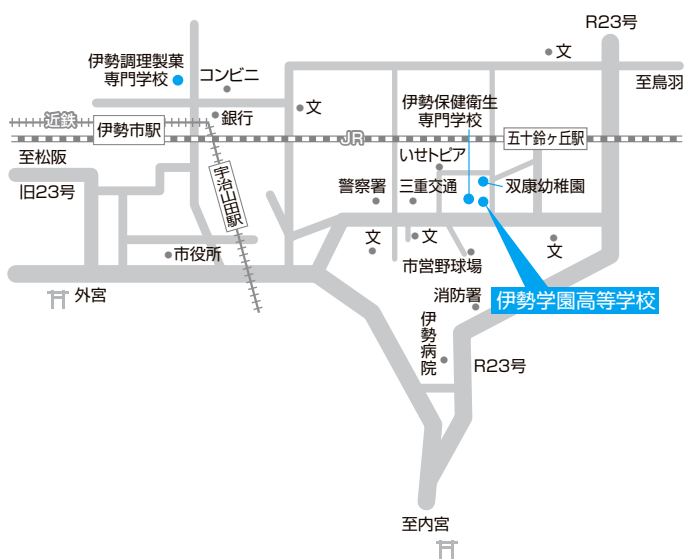 R23号
文
至鳥羽
伊勢調理製菓
専門学校
コンビニ
文
伊勢保健衛生
専門学校
近鉄
銀行
伊勢市駅
JR
五十鈴ヶ丘駅
至松阪
旧23号
宇治山田駅
いせトピア
警察署
三重交通
双康幼稚園
市役所
文
文
文
市営野球場
外宮
消防署
伊勢学園高等学校
伊勢病院
R23号
至内宮